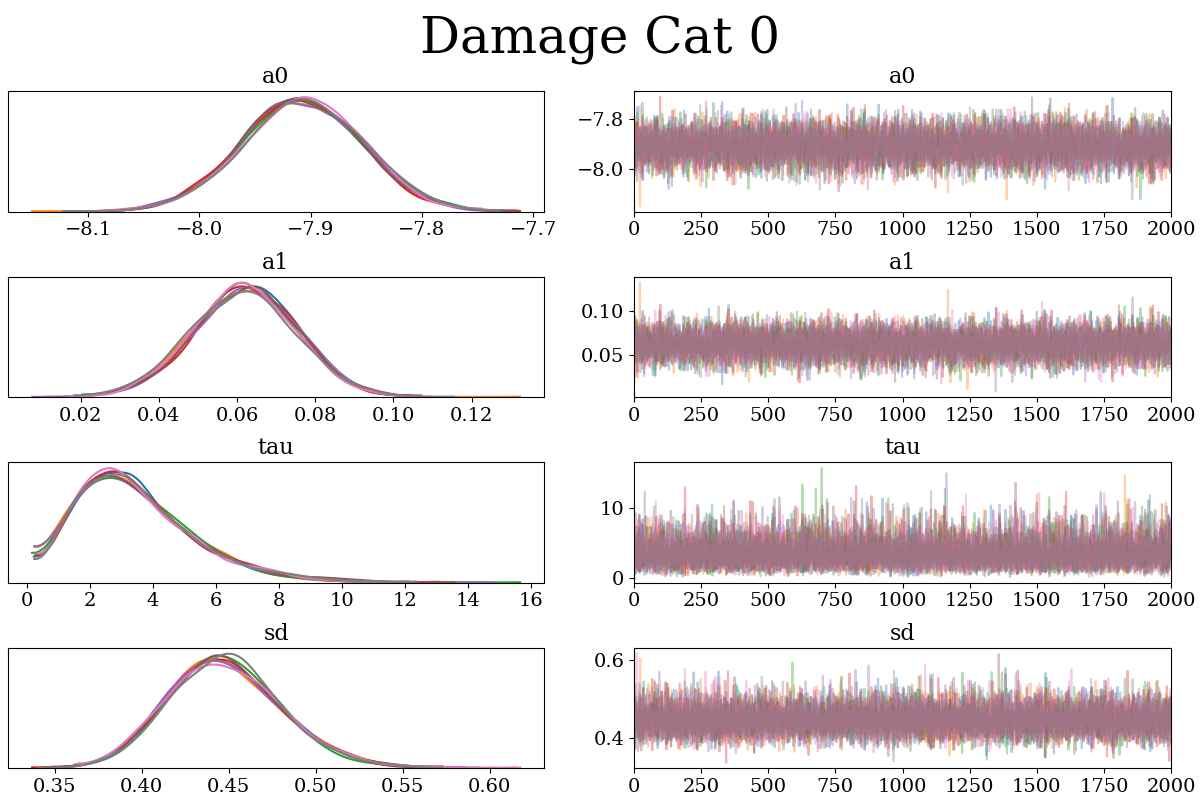 Damage Cat 0
a0
a0
−7.8
−8.0
−8.1 −8.0 −7.9 −7.8 −7.7
0 250 500 750 1000 1250 1500 1750 2000
a1
a1
0.10
0.05
0.02 0.04 0.06 0.08 0.10 0.12
0 250 500 750 1000 1250 1500 1750 2000
tau
tau
10
0
0 2 4 6 8 10 12 14 16
0 250 500 750 1000 1250 1500 1750 2000
sd
sd
0.6
0.4
0.35 0.40 0.45 0.50 0.55 0.60
0 250 500 750 1000 1250 1500 1750 2000